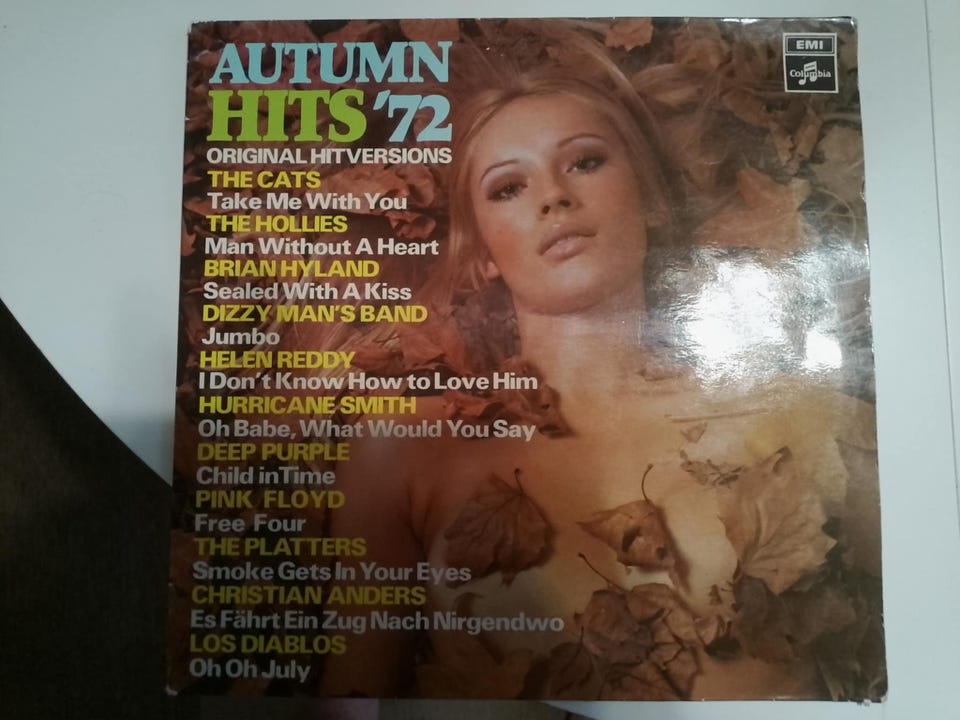 AUTUMN
HITS '72
ORIGINAL HITVERSIONS
THE CATS
Take Me With You
THE HOLLIES
Man Without A Heart
BRIAN HYLAND
Sealed With A Kiss
DIZZY MAN'S BAND
Jumbo
HELEN REDDY
I Don't Know How to Love Him
HURRICANE SMITH
Oh Babe, What Would You Say
DEEP PURPLE
Child in Time
PINK FLOYD
Free Four
THE PLATTERS
Smoke Gets In Your Eyes
CHRISTIAN ANDERS
Es Fährt Ein Zug Nach Nirgendwo
LOS DIABLOS
Oh Oh July
EMI
Columbia